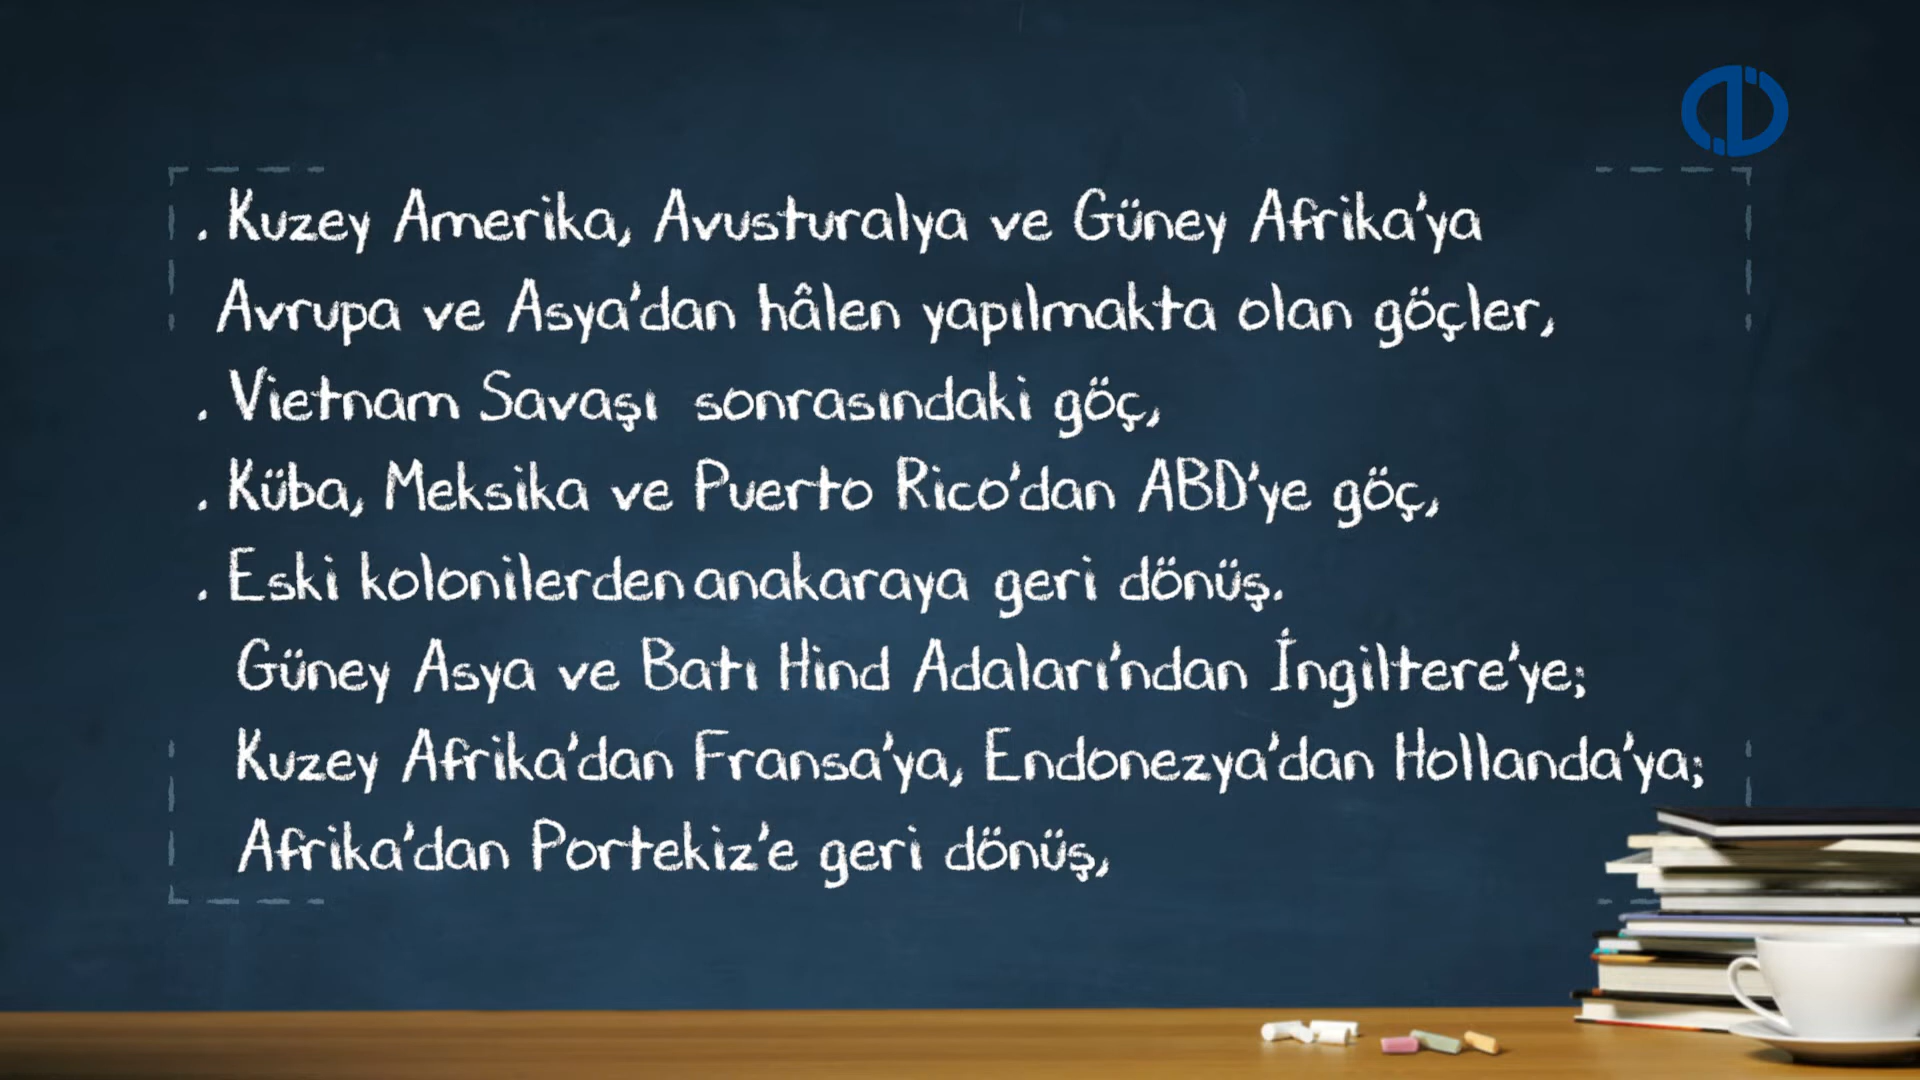 . Kuzey Amerika, Avusturalya ve Güney Afrika'ya
Avrupa ve Asya'dan hâlen yapılmakta olan göçler,
. Vietnam Savaşı sonrasındaki göç,
. Küba, Meksika ve Puerto Rico'dan ABD'ye göç,
. Eski kolonilerden anakaraya geri dönüş.
Güney Asya ve Batı Hind Adaları'ndan İngiltere'ye;
Kuzey Afrika'dan Fransa'ya, Endonezya'dan Hollanda'ya;
Afrika'dan Portekiz'e geri dönüş,